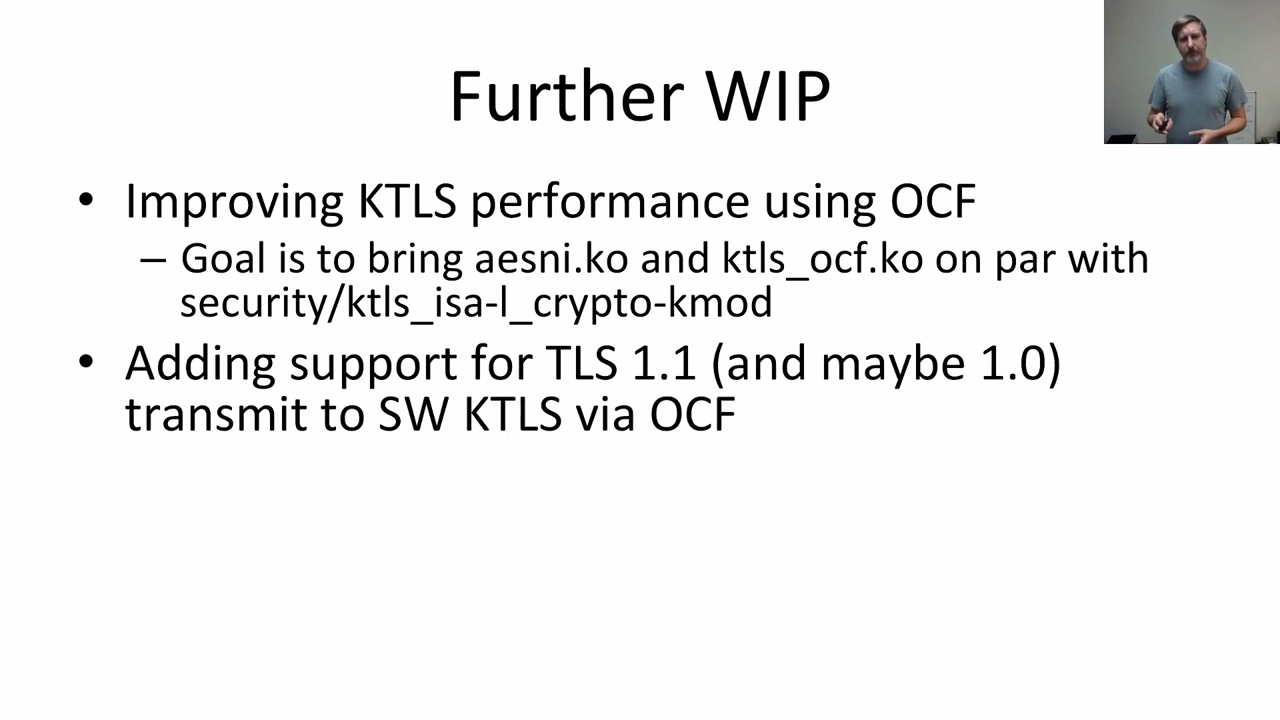 Further WIP
• Improving KTLS performance using OCF
– Goal is to bring aesni.ko and ktls_ocf.ko on par with
security/ktls_isa-l_crypto-kmod
• Adding support for TLS 1.1 (and maybe 1.0)
transmit to SW KTLS via OCF